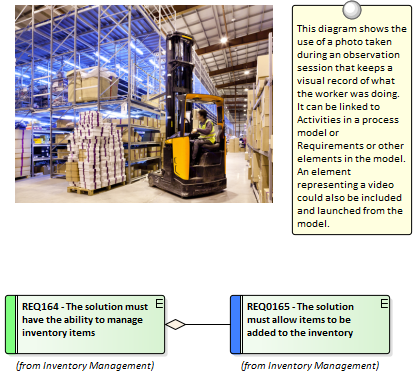 This diagram shows the
use of a photo taken
during an observation
session that keeps a
visual record of what
the worker was doing.
It can be linked to
Activities in a process
model or
Requirements or other
elements in the model.
An element
representing a video
could also be included
and launched from the
model.
REQ164 - The solution must
have the ability to manage
inventory items
E
(from Inventory Management)
REQ0165 - The solution
must allow items to be
added to the inventory
E
(from Inventory Management)